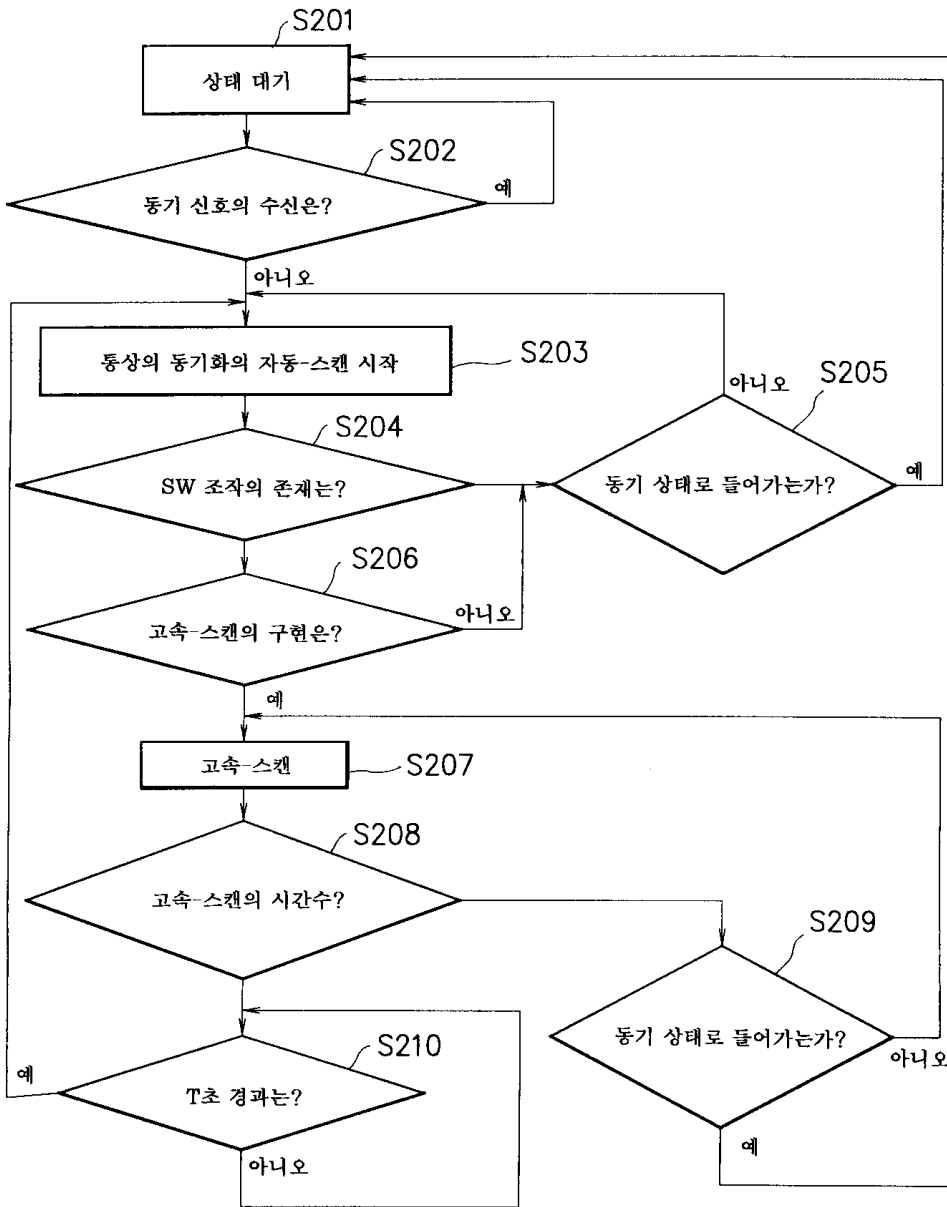 S201
상태 대기
S202
동기 신호의 수신은?
예
아니오
통상의 동기화의 자동-스캔 시작
S203
아니오
S205
S204
SW 조작의 존재는?
동기 상태로 들어가는가?
예
S206
고속-스캔의 구현은?
아니오
예
고속-스캔
S207
S208
고속-스캔의 시간수?
S209
동기 상태로 들어가는가?
아니오
S210
예
T초 경과는?
예
아니오